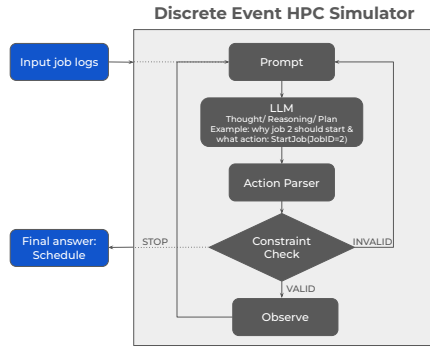 Discrete Event HPC Simulator
Input job logs
Prompt
LLM
Thought/ Reasoning/ Plan
Example: why job 2 should start &
what action: StartJob(JobID=2)
Action Parser
Final answer:
Schedule
STOP
Constraint
Check
INVALID
VALID
Observe